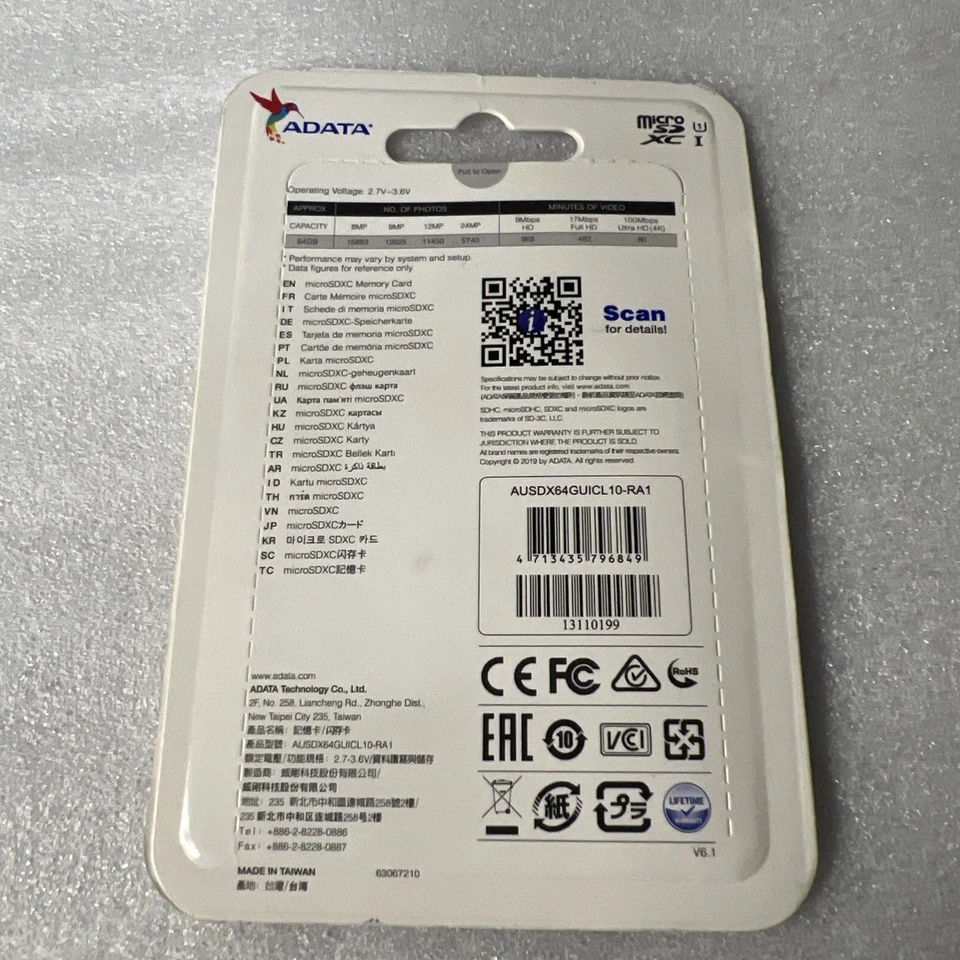 ADATA
micro SD XC U1 I
Pull to Open
Operating Voltage: 2.7V~3.6V
APPROX NO. OF PHOTOS MINUTES OF VIDEO
CAPACITY 8MP 9MP 12MP 24MP 9Mbps HD 17Mbps Full HD 100Mbps Ultra HD (4K)
64GB 11450 5740 80
* Performance may vary by system and setup.
* Data figures for reference only
EN microSDXC Memory Card
FR Carte Mémoire microSDXC
IT Schede di memoria microSDXC
DE microSDXC-Speicherkarte
ES Tarjeta de memoria microSDXC
PT Cartõe de memória microSDXC
PL Karta microSDXC
NL microSDXC-geheugenkaart
RU microSDXC флэш карта
UA Карта пам'яті microSDXC
KZ microSDXC картасы
HU microSDXC Kártya
CZ microSDXC Karty
TR microSDXC Bellek Kartı
AR microSDXC بطاقة ذاكرة
ID Kartu microSDXC
TH การ์ด microSDXC
VN microSDXC
JP microSDXCカード
KR 마이크로 SDXC 카드
SC microSDXC闪存卡
TC microSDXC記憶卡
Scan
for details!
Specifications may be subject to change without prior notice.
For the latest product info, visit www.adata.com
SDHC, microSDHC, SDXC and microSDXC logos are
trademarks of SD-3C, LLC.
THIS PRODUCT WARRANTY IS FURTHER SUBJECT TO
JURISDICTION WHERE THE PRODUCT IS SOLD.
All brand names are registered trademarks of their respective owners.
Copyright © 2019 by ADATA. All rights reserved.
AUSDX64GUICL10-RA1
4 713435 796849
13110199
CE FC RoHS
EAC 10 VCI
紙 プラ LIFETIME WARRANTY
V6.1
www.adata.com
ADATA Technology Co., Ltd.
2F, No. 258, Liancheng Rd., Zhonghe Dist.,
New Taipei City 235, Taiwan
產品名稱: 記憶卡/闪存卡
產品型號: AUSDX64GUICL10-RA1
額定電壓/功能規格: 2.7-3.6V/資料讀寫與儲存
製造商: 威剛科技股份有限公司/
威剛科技股份有限公司
地址: 235 新北市中和區連城路258號2樓/
235 新北市中和区连城路258号2楼
Tel: +886-2-8228-0886
Fax: +886-2-8228-0887
MADE IN TAIWAN 63067210
產地: 台灣/台湾